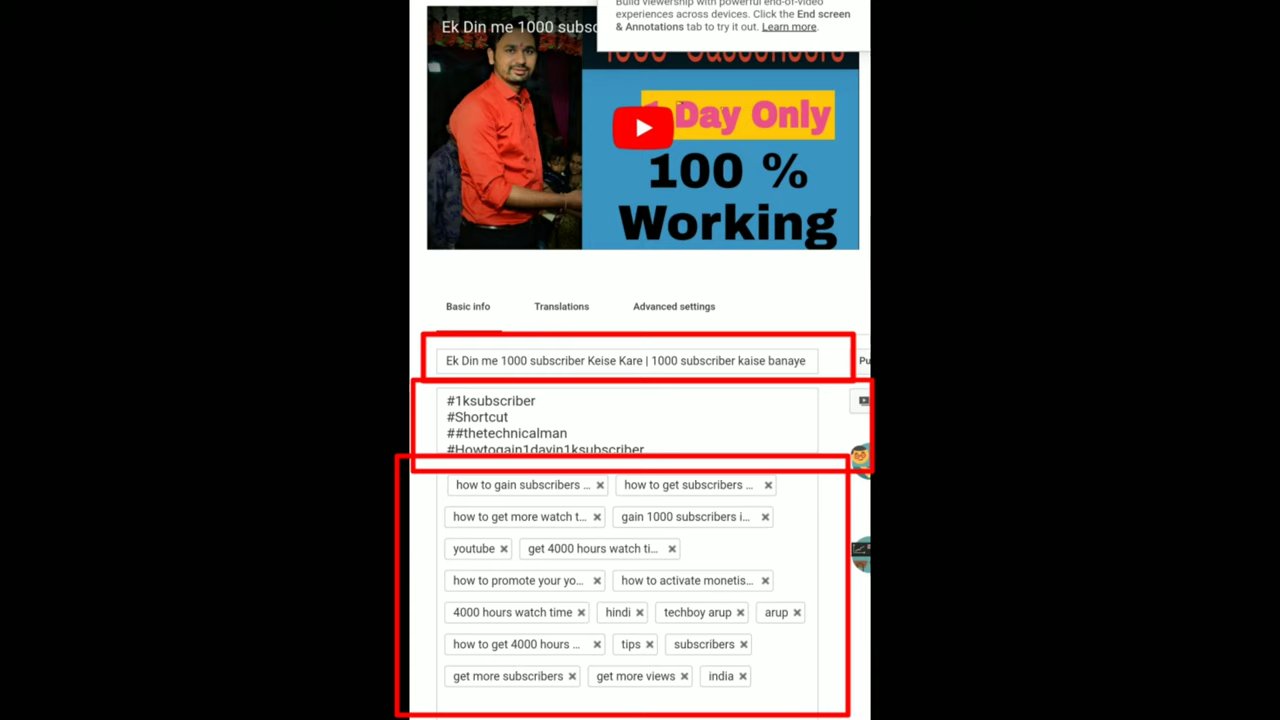 Build viewership with powerful end-of-video
experiences across devices. Click the End screen
& Annotations tab to try it out. Learn more.
Ek Din me 1000 subsc
1000 Subscribers
1 Day Only
100 %
Working
Basic info Translations Advanced settings
Ek Din me 1000 subscriber Keise Kare | 1000 subscriber kaise banaye
Pu
#1ksubscriber
#Shortcut
##thetechnicalman
#Howtogain1dayin1ksubscriber
how to gain subscribers ... × how to get subscribers ... ×
how to get more watch t... × gain 1000 subscribers i... ×
youtube × get 4000 hours watch ti... ×
how to promote your yo... × how to activate monetis... ×
4000 hours watch time × hindi × techboy arup × arup ×
how to get 4000 hours ... × tips × subscribers ×
get more subscribers × get more views × india ×